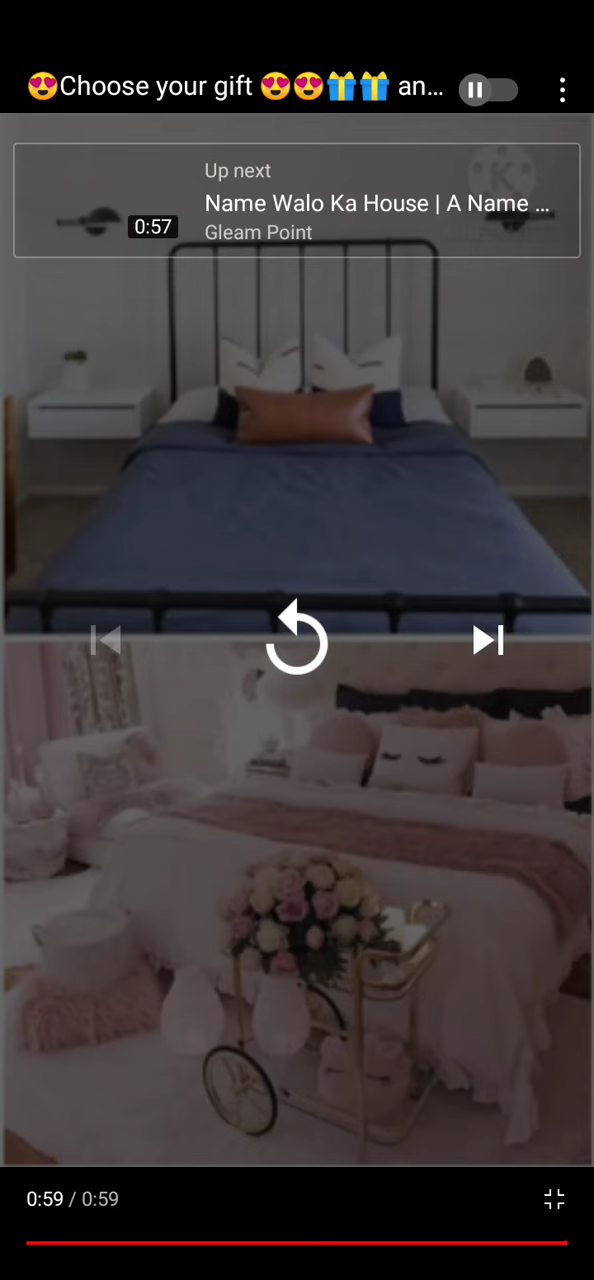 😍Choose your gift 😍😍🎁🎁 an...
Up next
Name Walo Ka House | A Name ...
0:57
Gleam Point
K
0:59 / 0:59